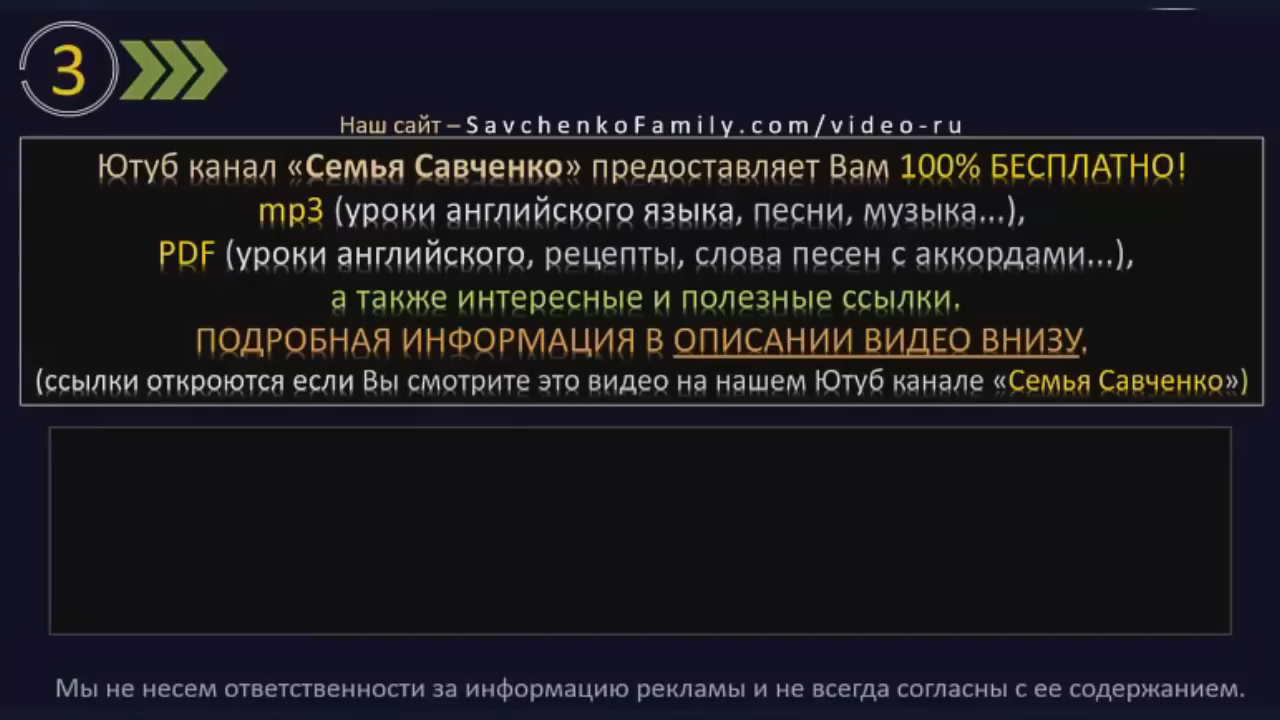 3
Наш сайт – SavchenkoFamily.com/video-ru
Ютуб канал «Семья Савченко» предоставляет Вам 100% БЕСПЛАТНО!
mp3 (уроки английского языка, песни, музыка...),
PDF (уроки английского, рецепты, слова песен с аккордами...),
а также интересные и полезные ссылки.
ПОДРОБНАЯ ИНФОРМАЦИЯ В ОПИСАНИИ ВИДЕО ВНИЗУ.
(ссылки откроются если Вы смотрите это видео на нашем Ютуб канале «Семья Савченко»)
Мы не несем ответственности за информацию рекламы и не всегда согласны с ее содержанием.